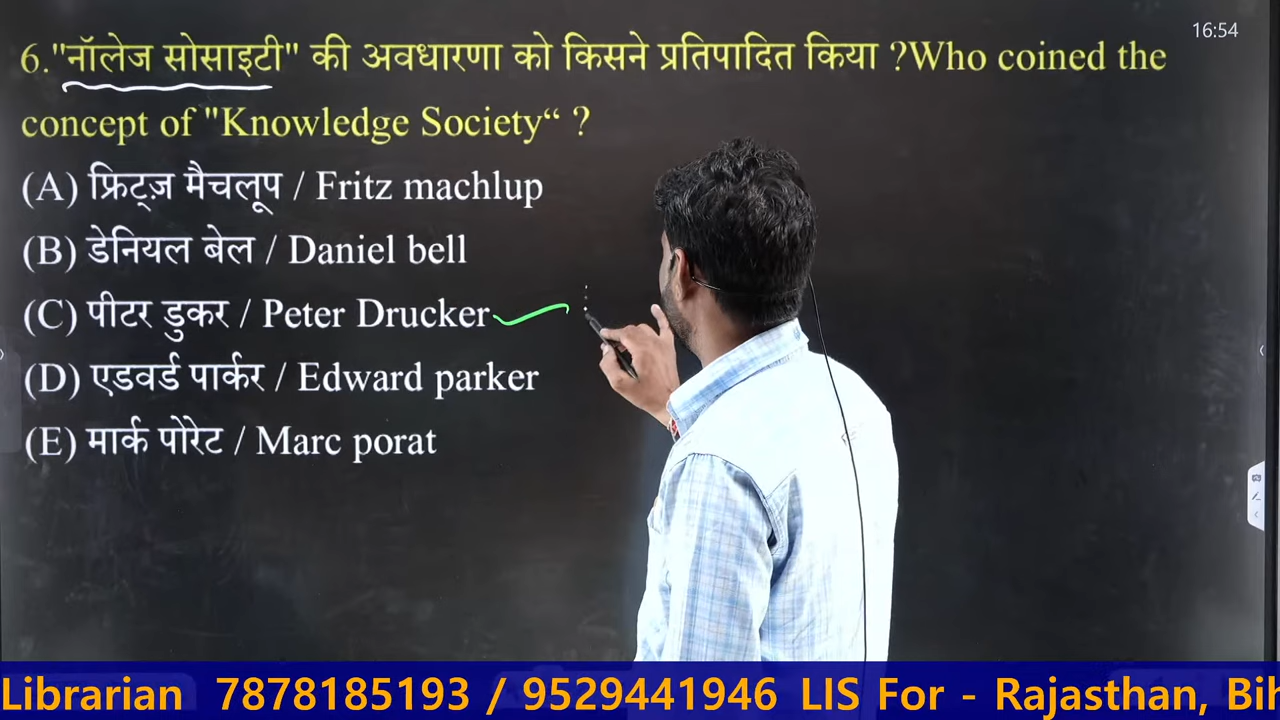 16:54
6."नॉलेज सोसाइटी" की अवधारणा को किसने प्रतिपादित किया ?Who coined the
concept of "Knowledge Society“ ?
(A) फ्रिट्ज़ मैचलूप / Fritz machlup
(B) डेनियल बेल / Daniel bell
(C) पीटर डुकर / Peter Drucker
(D) एडवर्ड पार्कर / Edward parker
(E) मार्क पोरेट / Marc porat
Librarian 7878185193 / 9529441946 LIS For - Rajasthan, Bih